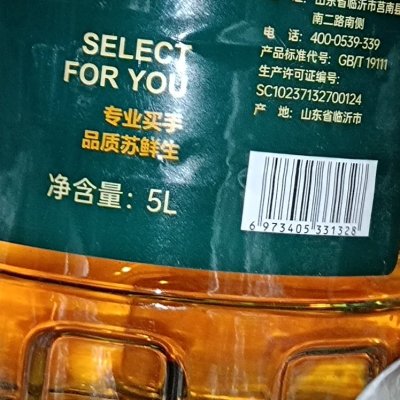 SELECT
FOR YOU
专业买手
品质苏鲜生
净含量：5L
山东省临沂市莒南县
南二路南侧
电 话：400-0539-339
产品标准代号：GB/T 19111
生产许可证编号：
SC10237132700124
产 地：山东省临沂市
6 973405 331328